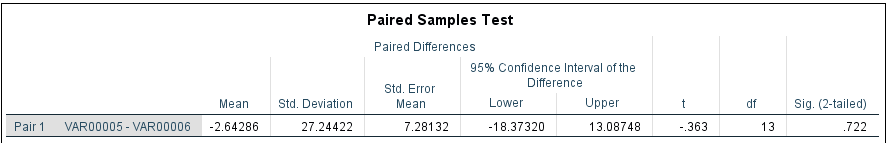 Paired Samples Test
Paired Differences
95% Confidence Interval of the
Difference
Std. Error
Mean Std. Deviation Mean Lower Upper t df Sig. (2-tailed)
Pair 1 VAR00005 - VAR00006 -2.64286 27.24422 7.28132 -18.37320 13.08748 -.363 13 .722